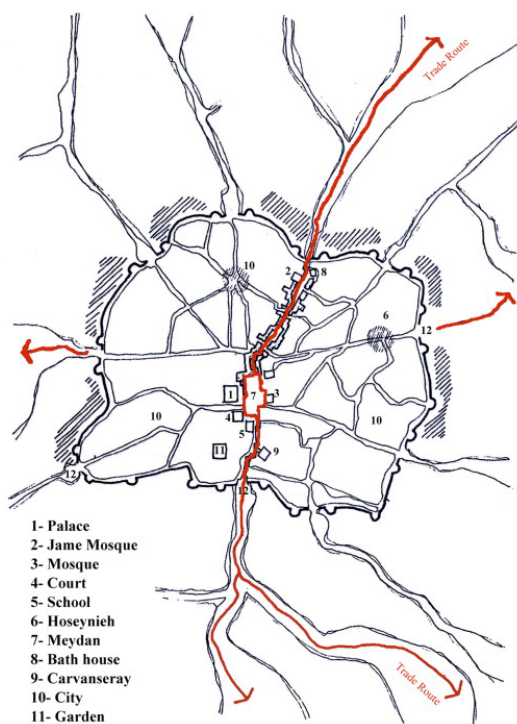 Trade Route
10
2
8
6
12
1
7
3
10
4
10
5
11
9
12
12
1- Palace
2- Jame Mosque
3- Mosque
4- Court
5- School
6- Hoseynieh
7- Meydan
8- Bath house
9- Carvanseray
10- City
11- Garden
Trade Route